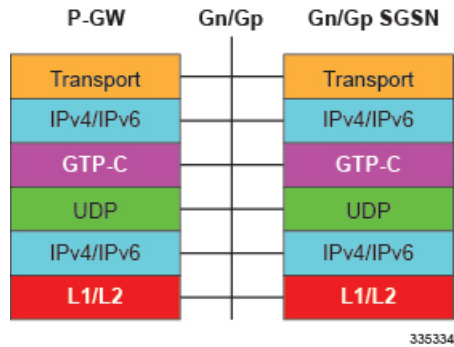 P-GW Gn/Gp Gn/Gp SGSN
Transport Transport
IPv4/IPv6 IPv4/IPv6
GTP-C GTP-C
UDP UDP
IPv4/IPv6 IPv4/IPv6
L1/L2 L1/L2
335334